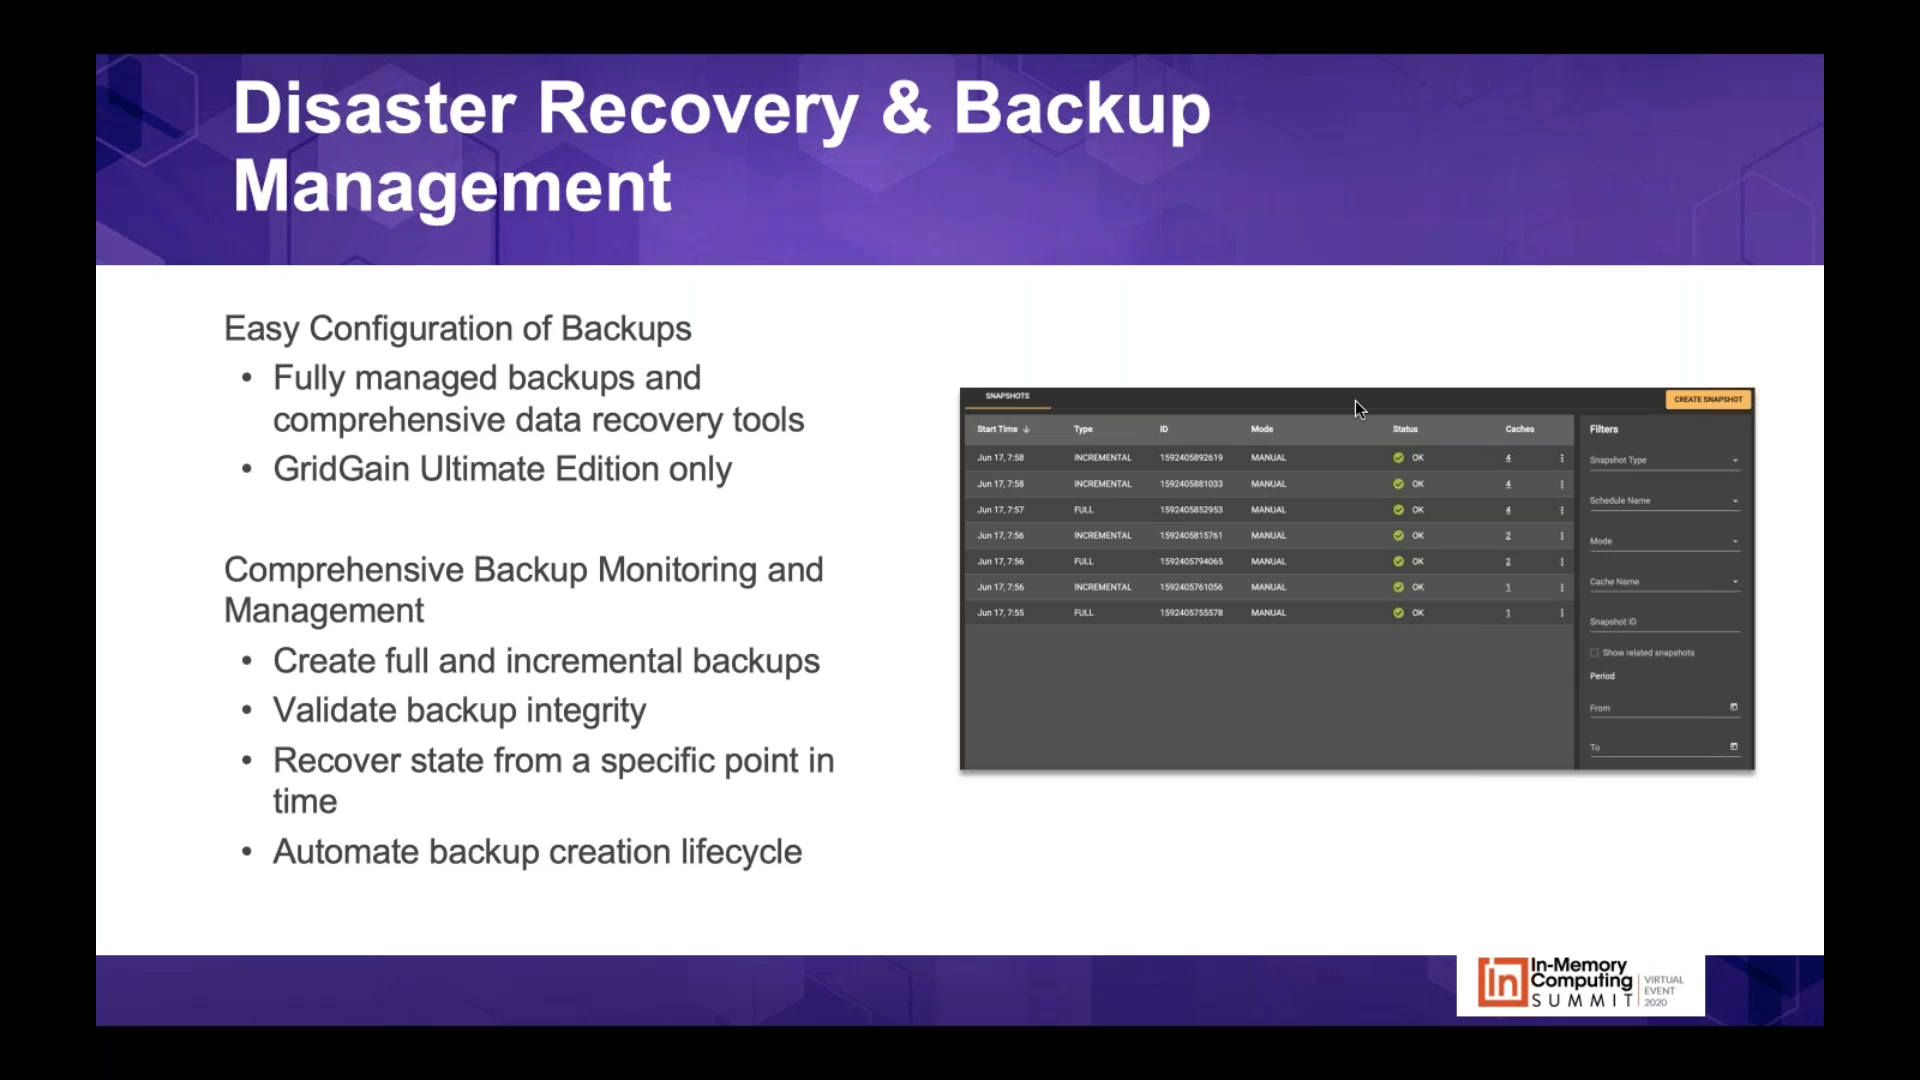 Disaster Recovery & Backup
Management
Easy Configuration of Backups
• Fully managed backups and
comprehensive data recovery tools
• GridGain Ultimate Edition only
Comprehensive Backup Monitoring and
Management
• Create full and incremental backups
• Validate backup integrity
• Recover state from a specific point in
time
• Automate backup creation lifecycle
SNAPSHOTS
CREATE SNAPSHOT
Start Time Type ID Mode Status Caches
Jun 17, 7:58 INCREMENTAL 1592405892619 MANUAL OK 4
Jun 17, 7:58 INCREMENTAL 1592405881033 MANUAL OK 4
Jun 17, 7:57 FULL 1592405852953 MANUAL OK 4
Jun 17, 7:56 INCREMENTAL 1592405815761 MANUAL OK 2
Jun 17, 7:56 FULL 1592405794065 MANUAL OK 2
Jun 17, 7:56 INCREMENTAL 1592405761056 MANUAL OK 1
Jun 17, 7:55 FULL 1592405755578 MANUAL OK 1
Filters
Snapshot Type
Schedule Name
Mode
Cache Name
Snapshot ID
Show related snapshots
Period
From
To
In
In-Memory
Computing
SUMMIT
VIRTUAL
EVENT
2020